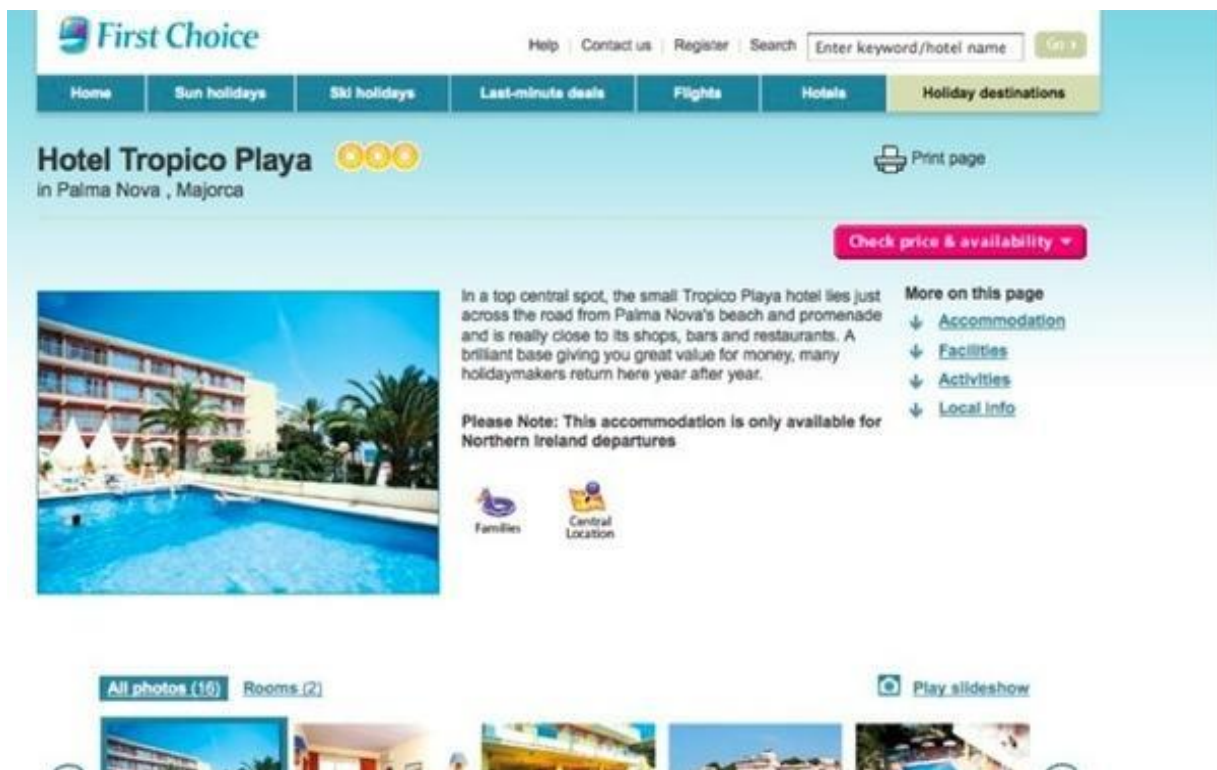 First Choice
Help
Contact us
Register
Search
Enter keyword/hotel name
Go
Home
Sun holidays
Ski holidays
Last-minute deals
Flights
Hotels
Holiday destinations
Hotel Tropico Playa
in Palma Nova , Majorca
Print page
Check price & availability
In a top central spot, the small Tropico Playa hotel lies just
across the road from Palma Nova's beach and promenade
and is really close to its shops, bars and restaurants. A
brilliant base giving you great value for money, many
holidaymakers return here year after year.
Please Note: This accommodation is only available for
Northern Ireland departures
Families
Central
Location
More on this page
Accommodation
Facilities
Activities
Local info
All photos (16)
Rooms (2)
Play slideshow